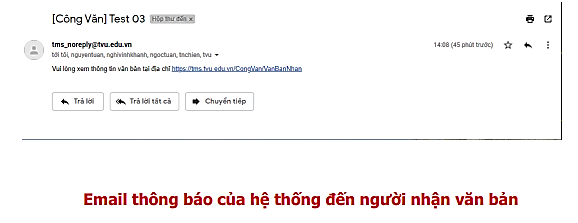 [Công Văn] Test 03 Hộp thư đến x
tms_noreply@tvu.edu.vn 14:08 (45 phút trước)
tới tôi, nguyentuan, nghivinhkhanh, ngoctuan, tnchien, tvu
Vui lòng xem thông tin văn bản tại địa chỉ https://tms.tvu.edu.vn/CongVan/VanBanNhan
Trả lời Trả lời tất cả Chuyển tiếp
Email thông báo của hệ thống đến người nhận văn bản